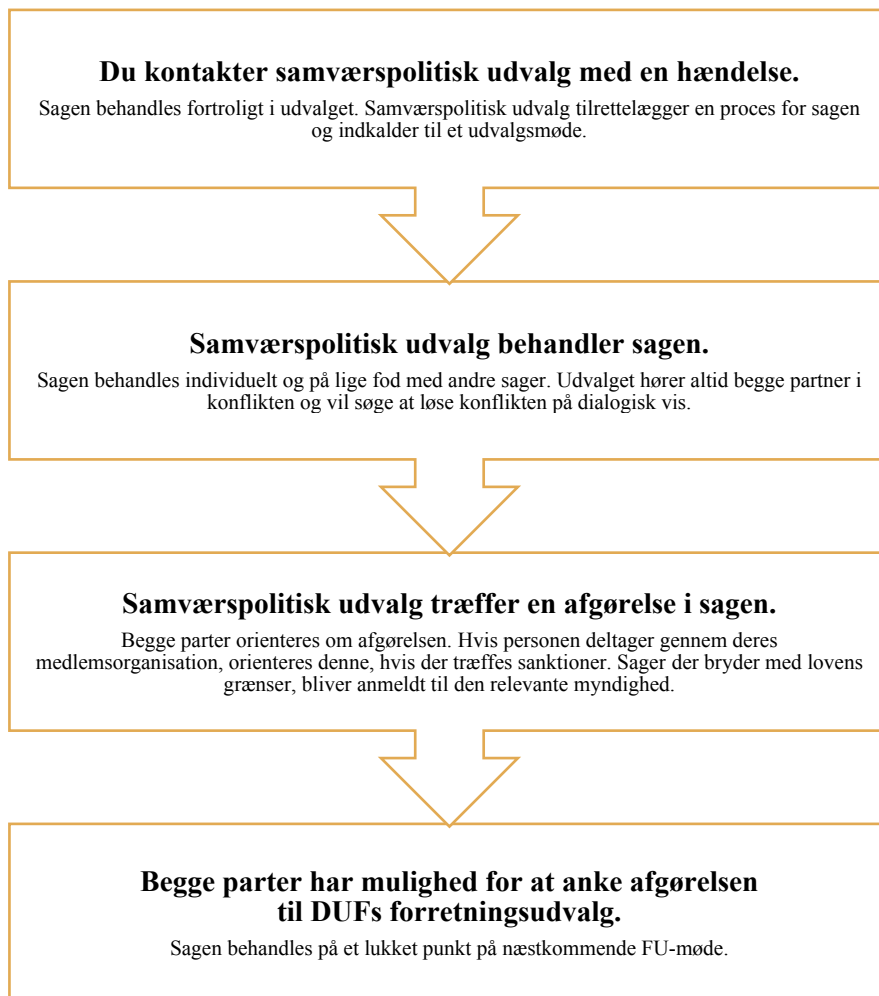 Du kontakter samværspolitisk udvalg med en hændelse.
Sagen behandles fortroligt i udvalget. Samværspolitisk udvalg tilrettelægger en proces for sagen
og indkalder til et udvalgsmøde.
Samværspolitisk udvalg behandler sagen.
Sagen behandles individuelt og på lige fod med andre sager. Udvalget hører altid begge partner i
konflikten og vil søge at løse konflikten på dialogisk vis.
Samværspolitisk udvalg træffer en afgørelse i sagen.
Begge parter orienteres om afgørelsen. Hvis personen deltager gennem deres
medlemsorganisation, orienteres denne, hvis der træffes sanktioner. Sager der bryder med lovens
grænser, bliver anmeldt til den relevante myndighed.
Begge parter har mulighed for at anke afgørelsen
til DUFs forretningsudvalg.
Sagen behandles på et lukket punkt på næstkommende FU-møde.